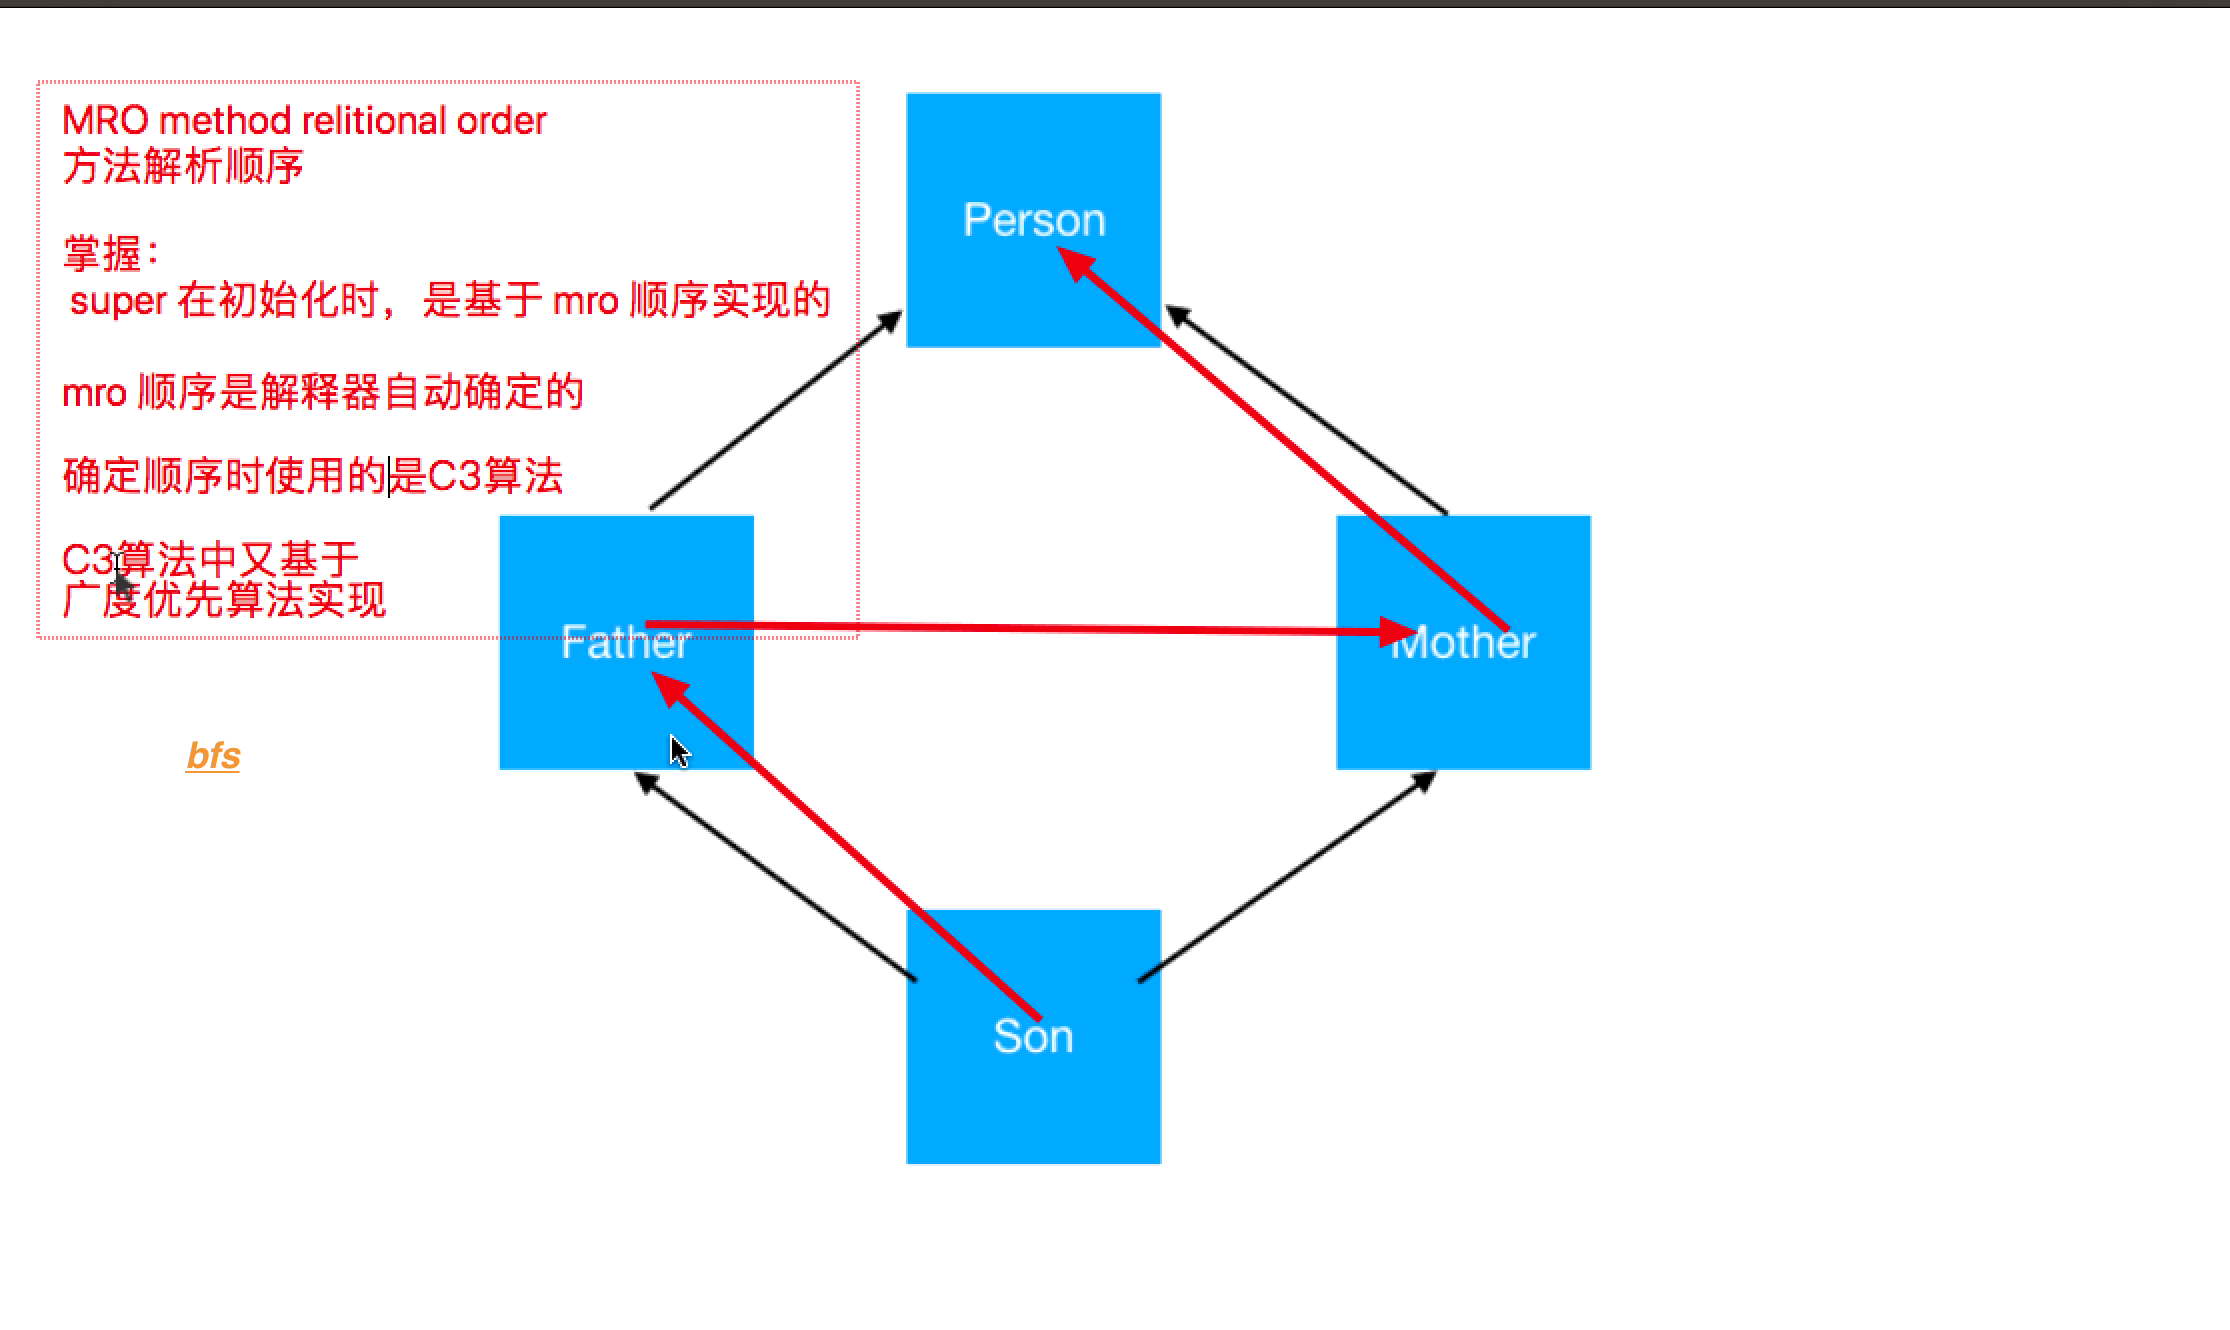 MRO method relitional order
方法解析顺序
掌握：
super 在初始化时，是基于 mro 顺序实现的
mro 顺序是解释器自动确定的
确定顺序时使用的是C3算法
C3算法中又基于
广度优先算法实现
bfs
Person
Father
Mother
Son